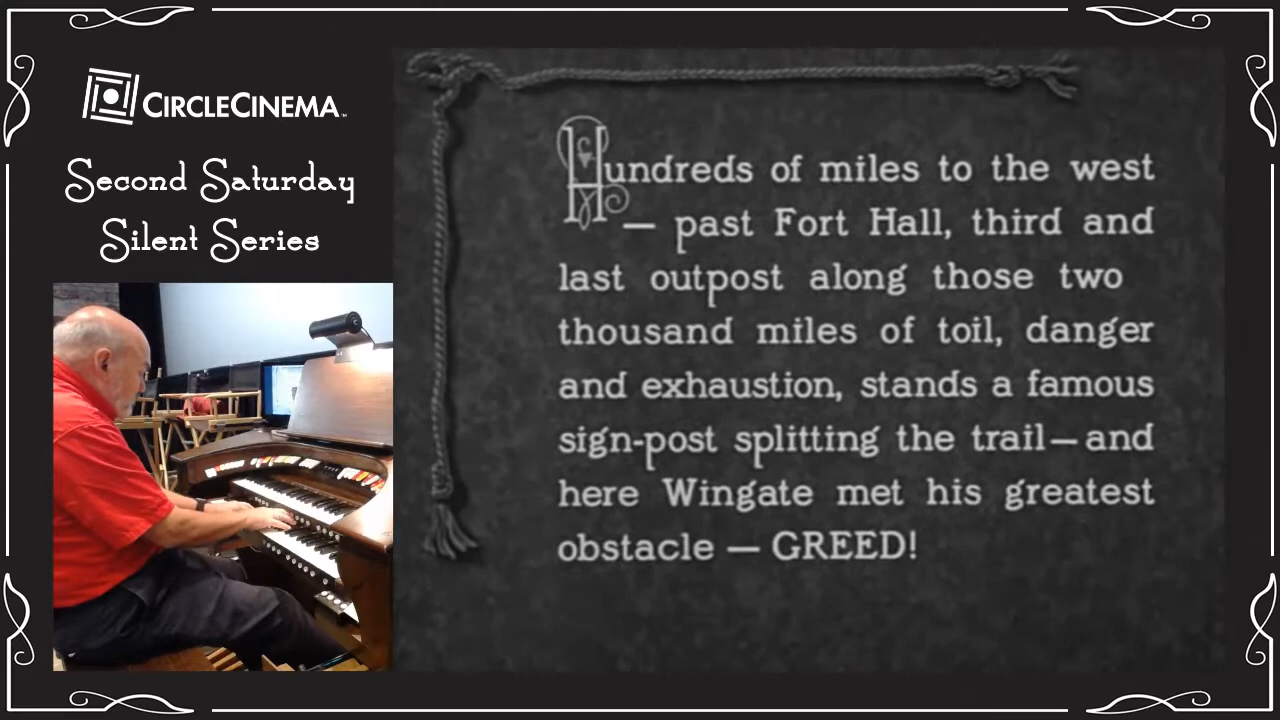 CIRCLECINEMA™
Second Saturday
Silent Series
Hundreds of miles to the west
— past Fort Hall, third and
last outpost along those two
thousand miles of toil, danger
and exhaustion, stands a famous
sign-post splitting the trail — and
here Wingate met his greatest
obstacle — GREED!